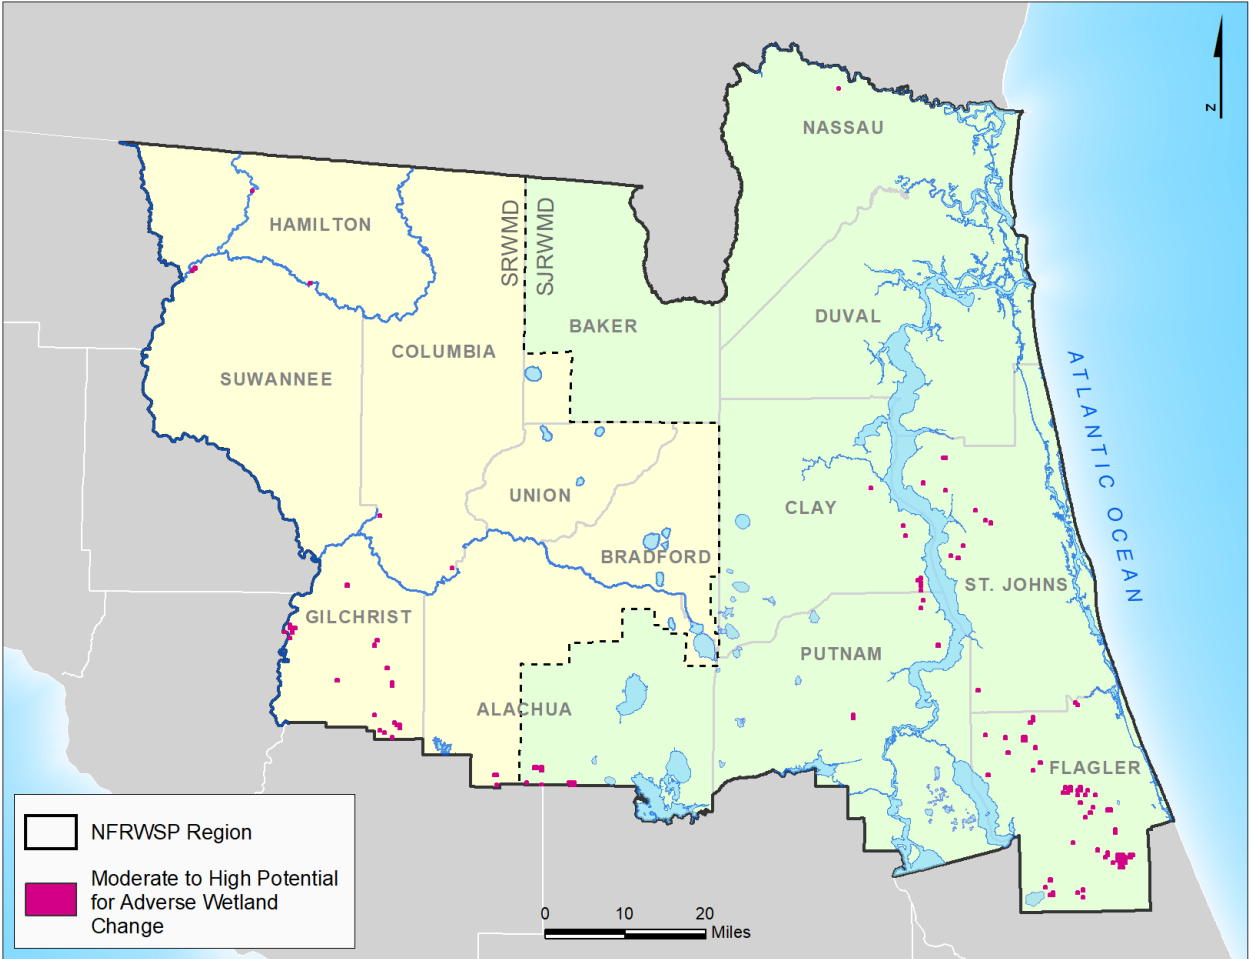 N
NASSAU
HAMILTON
SRWMD
SJRWMD
BAKER
DUVAL
COLUMBIA
SUWANNEE
ATLANTIC OCEAN
UNION
CLAY
BRADFORD
ST. JOHNS
GILCHRIST
PUTNAM
ALACHUA
FLAGLER
NFRWSP Region
Moderate to High Potential
for Adverse Wetland
Change
0 10 20
Miles